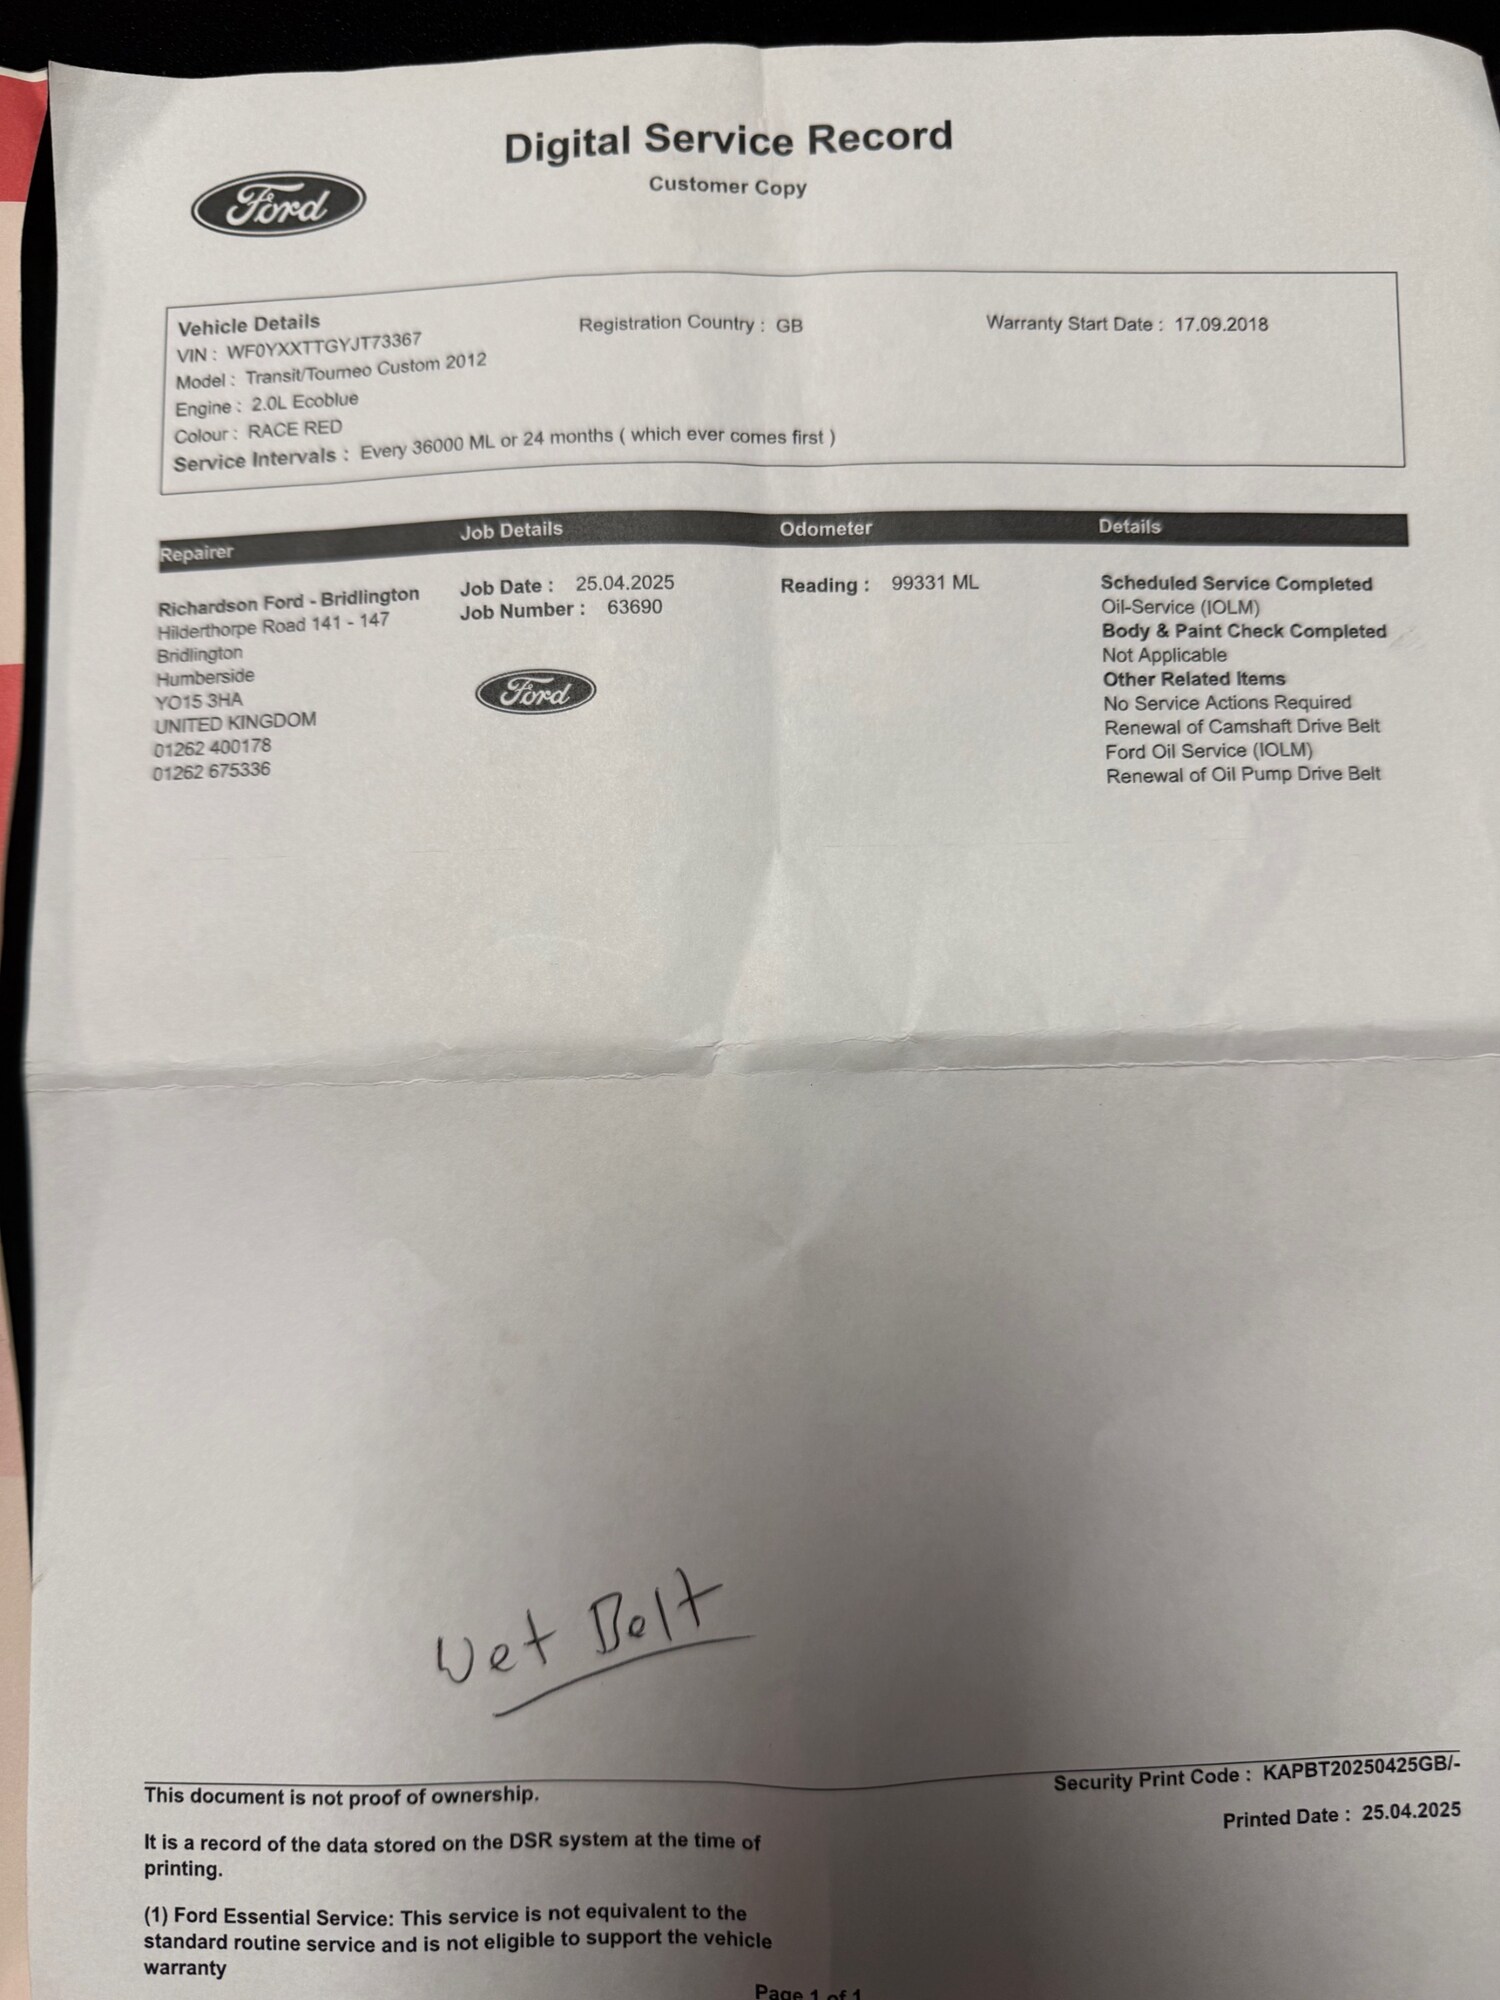 Digital Service Record
Customer Copy
Ford
Vehicle Details
VIN : WF0YXXTTGYJT73367
Model : Transit/Tourneo Custom 2012
Engine : 2.0L Ecoblue
Colour : RACE RED
Service Intervals : Every 36000 ML or 24 months ( which ever comes first )
Registration Country : GB
Warranty Start Date : 17.09.2018
Repairer
Job Details
Odometer
Details
Richardson Ford - Bridlington
Hilderthorpe Road 141 - 147
Bridlington
Humberside
YO15 3HA
UNITED KINGDOM
01262 400178
01262 675336
Job Date : 25.04.2025
Job Number : 63690
Ford
Reading : 99331 ML
Scheduled Service Completed
Oil-Service (IOLM)
Body & Paint Check Completed
Not Applicable
Other Related Items
No Service Actions Required
Renewal of Camshaft Drive Belt
Ford Oil Service (IOLM)
Renewal of Oil Pump Drive Belt
Wet Belt
This document is not proof of ownership.
It is a record of the data stored on the DSR system at the time of
printing.
(1) Ford Essential Service: This service is not equivalent to the
standard routine service and is not eligible to support the vehicle
warranty
Security Print Code : KAPBT20250425GB/-
Printed Date : 25.04.2025
Page 1 of 1